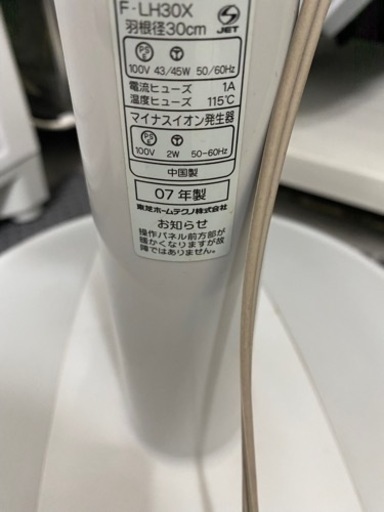 F-LH30X
羽根径30cm
JET
PS E
100V 43/45W 50/60Hz
電流ヒューズ 1A
温度ヒューズ 115℃
マイナスイオン発生器
PS E
100V 2W 50-60Hz
中国製
07年製
東芝ホームテクノ株式会社
お知らせ
操作パネル前方部が
暖かくなりますが故
障ではありません。